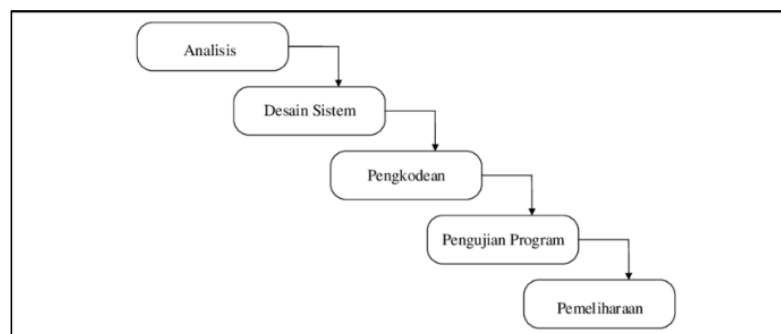 Analisis
Desain Sistem
Pengkodean
Pengujian Program
Pemeliharaan